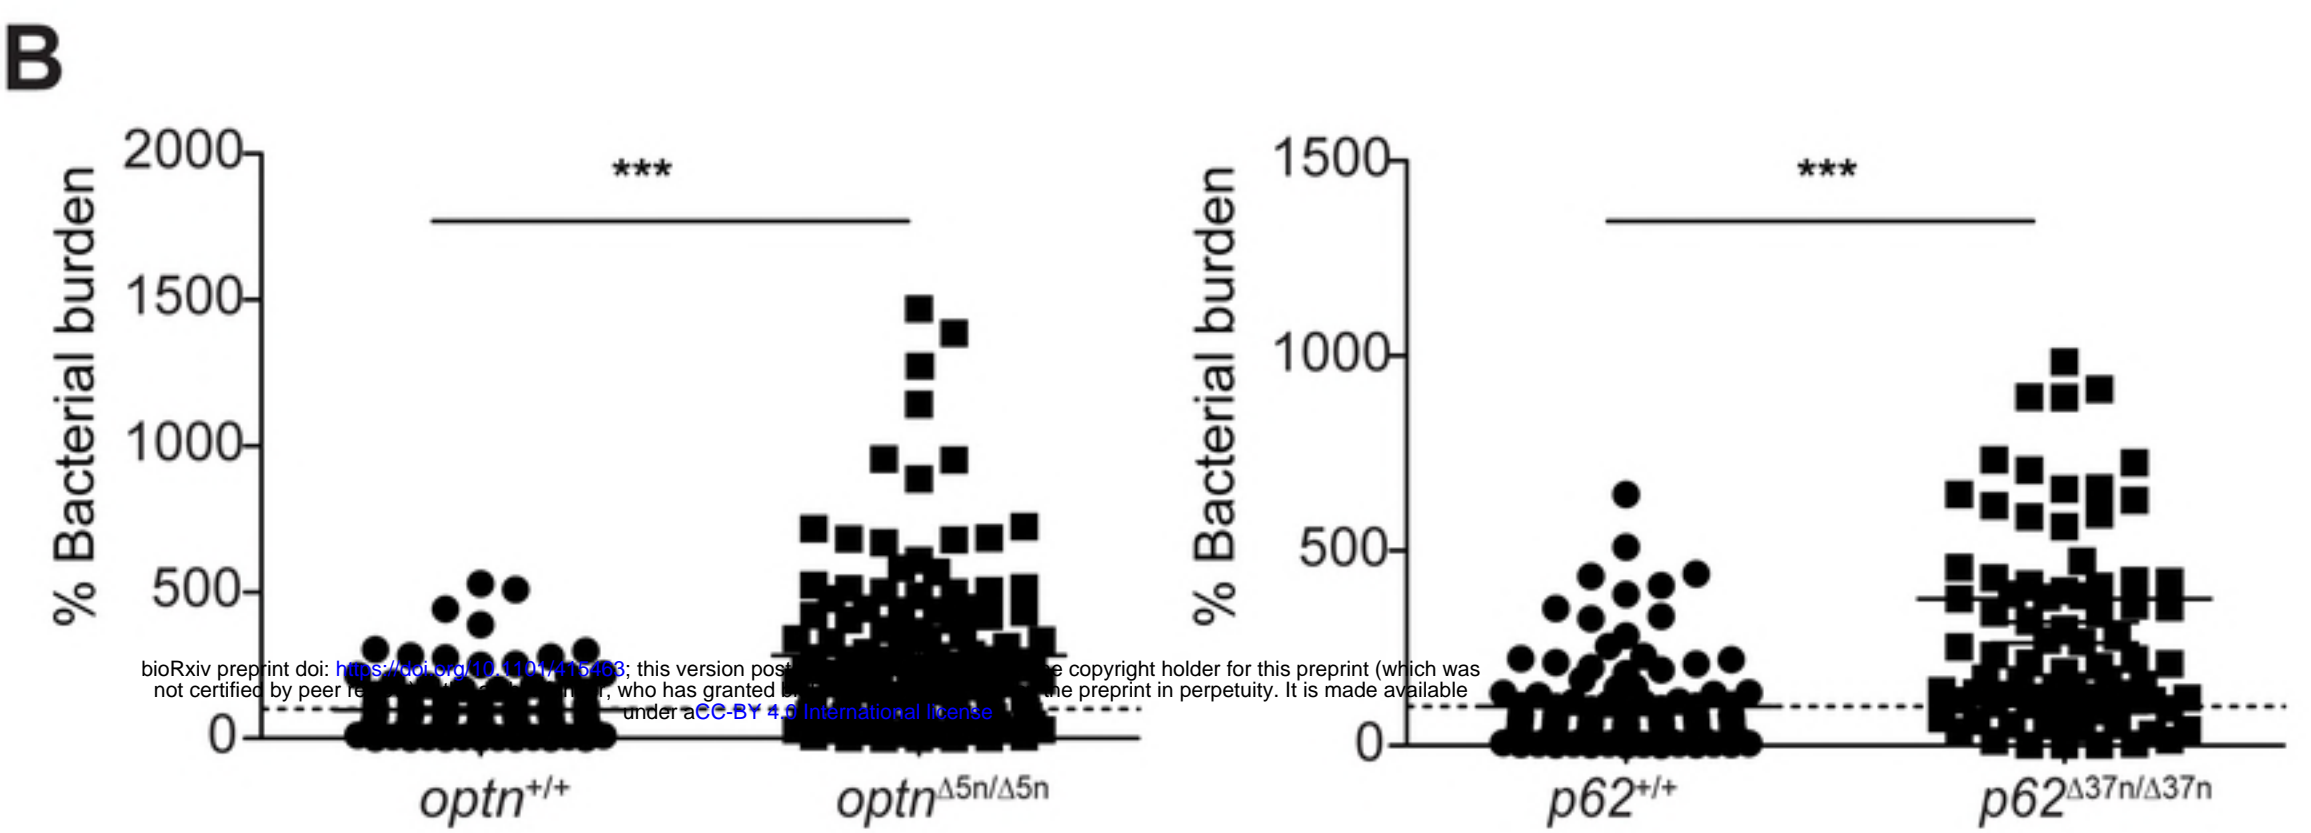 B
% Bacterial burden
2000
1500
1000
500
0
***
optn+/+
optnΔ5n/Δ5n
% Bacterial burden
1500
1000
500
0
***
p62+/+
p62Δ37n/Δ37n
bioRxiv preprint doi: https://doi.org/10.1101/415463; this version post e copyright holder for this preprint (which was
not certified by peer re r, who has granted he preprint in perpetuity. It is made available
under aCC-BY 4.0 International license